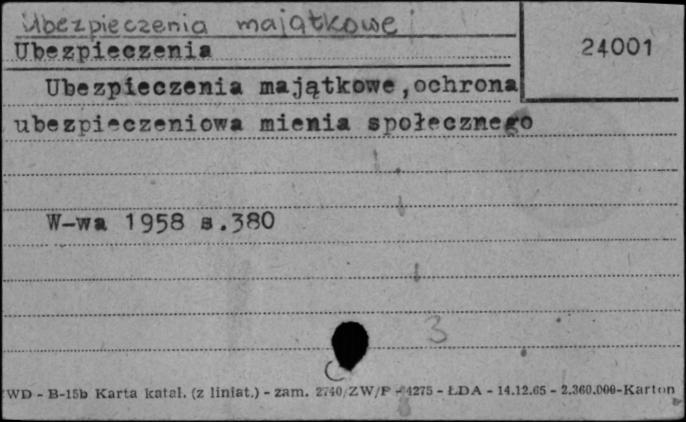 Ubezpieczenia majątkowe
Ubezpieczenia
24001
Ubezpieczenia majątkowe,ochrona
ubezpieczeniowa mienia społecznego
W-wa 1958 s.380
3
WD - B-15b Karta katal. (z liniat.) - zam. 2740/ZW/P - 4275 - ŁDA - 14.12.65 - 2.360.000-Karton